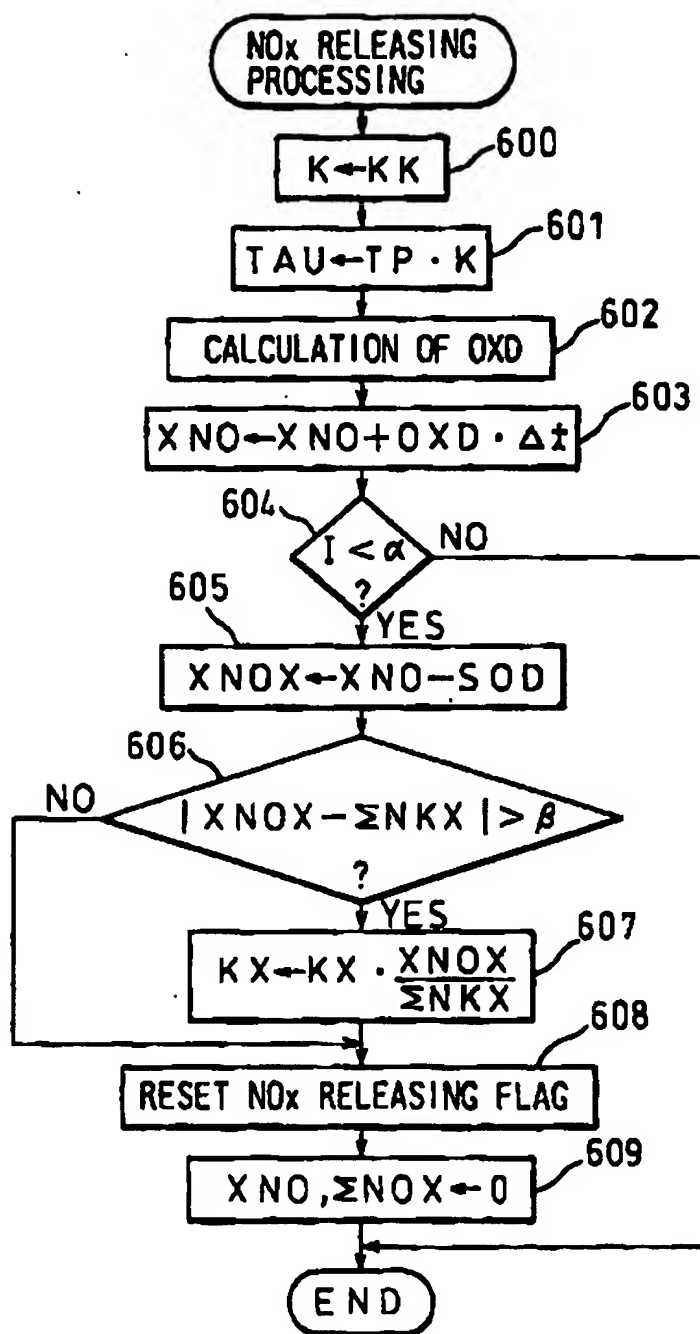 NOx RELEASING
PROCESSING
600
K←KK
601
TAU←TP·K
602
CALCULATION OF OXD
603
XNO←XNO+OXD·Δt
604
I<α
?
NO
YES
605
XNOX←XNO−SOD
606
NO
|XNOX−ΣNKX|>β
?
YES
607
KX←KX·XNOX/ΣNKX
608
RESET NOx RELEASING FLAG
609
XNO,ΣNOX←0
END